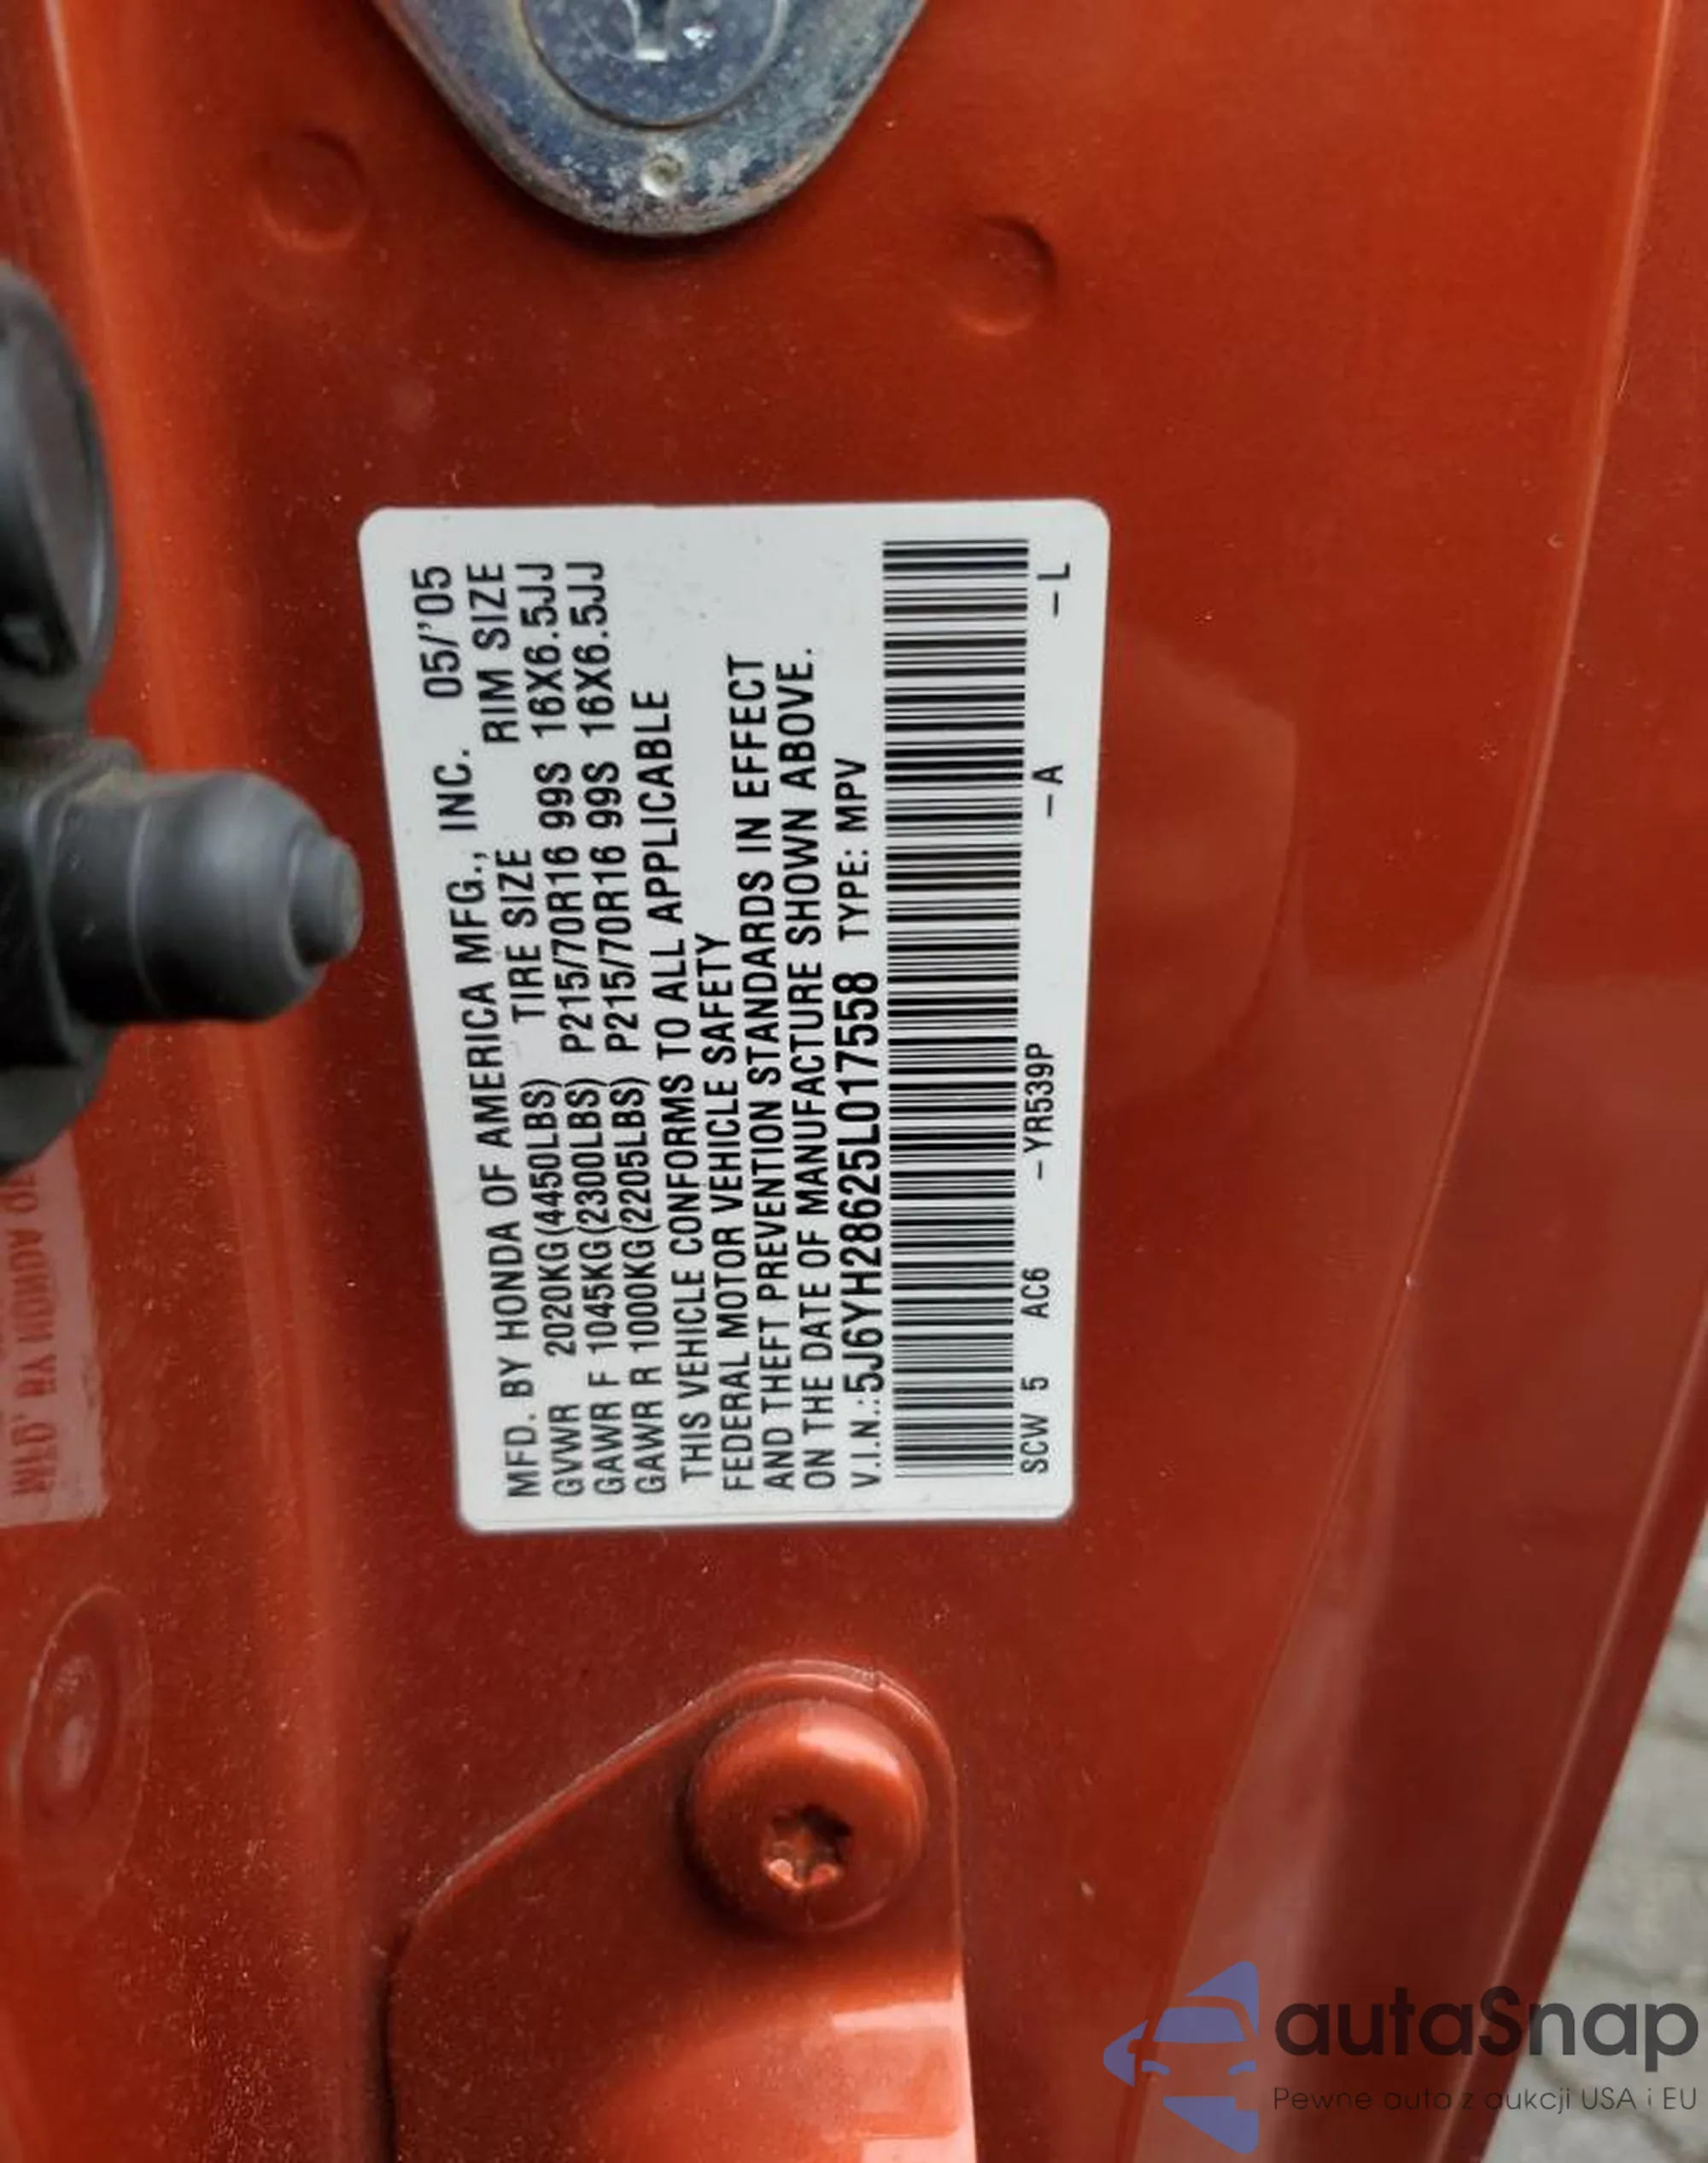 MFD. BY HONDA OF AMERICA MFG., INC. 05/'05
TIRE SIZE RIM SIZE
GVWR 2020KG(4450LBS)
GAWR F 1045KG(2300LBS) P215/70R16 99S 16X6.5JJ
GAWR R 1000KG(2205LBS) P215/70R16 99S 16X6.5JJ
THIS VEHICLE CONFORMS TO ALL APPLICABLE
FEDERAL MOTOR VEHICLE SAFETY
AND THEFT PREVENTION STANDARDS IN EFFECT
ON THE DATE OF MANUFACTURE SHOWN ABOVE.
V.I.N.:5J6YH28625L017558 TYPE: MPV
SCW 5 AC6 -YR539P -A -L
autaSnap
Pewne auta z aukcji USA i EU